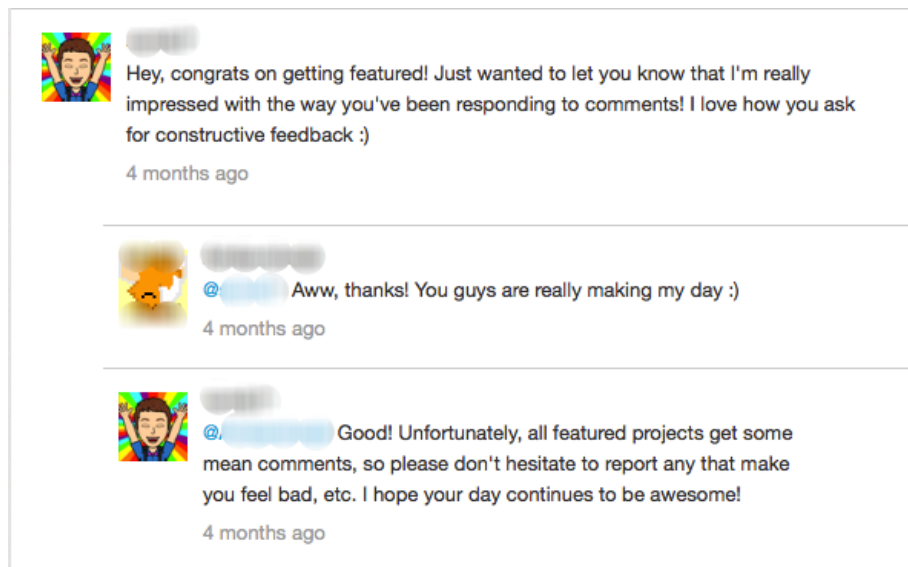 Hey, congrats on getting featured! Just wanted to let you know that I'm really
impressed with the way you've been responding to comments! I love how you ask
for constructive feedback :)
4 months ago
@ Aww, thanks! You guys are really making my day :)
4 months ago
@ Good! Unfortunately, all featured projects get some
mean comments, so please don't hesitate to report any that make
you feel bad, etc. I hope your day continues to be awesome!
4 months ago